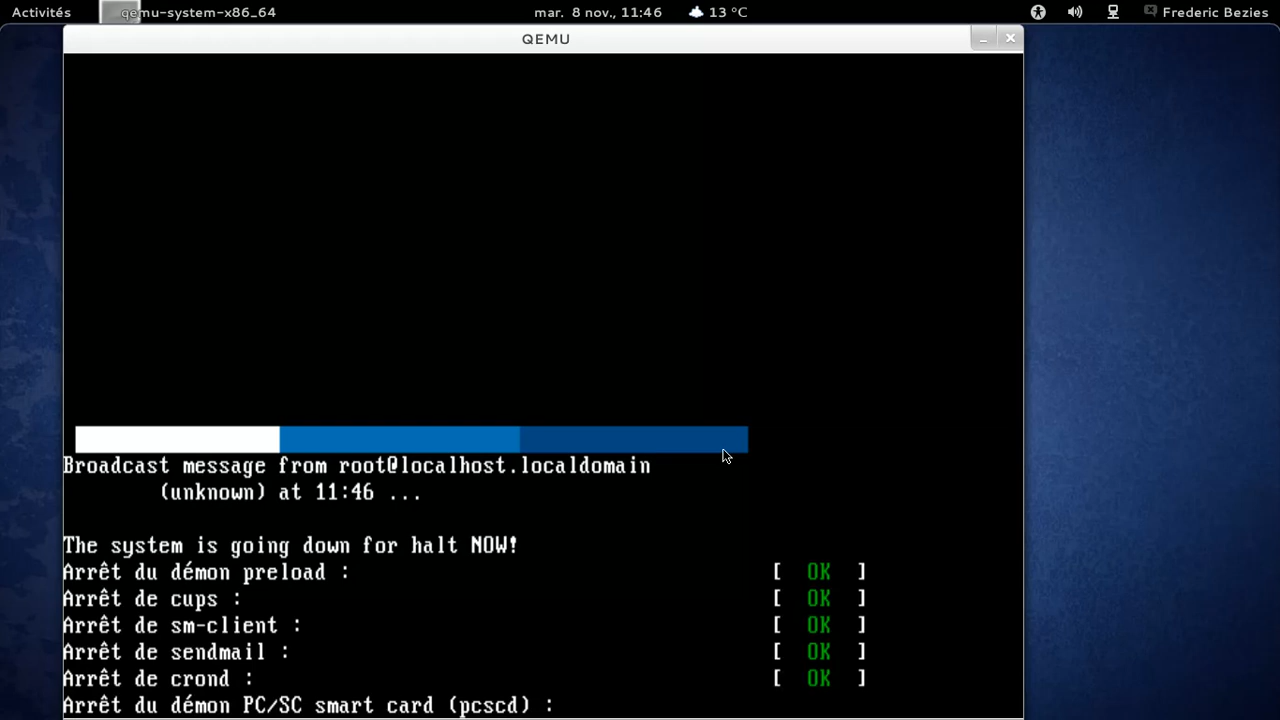 Activités qemu-system-x86_64 mar. 8 nov., 11:46 13 °C Frederic Bezies
QEMU
Broadcast message from root@localhost.localdomain
(unknown) at 11:46 ...
The system is going down for halt NOW!
Arrêt du démon preload : [ OK ]
Arrêt de cups : [ OK ]
Arrêt de sm-client : [ OK ]
Arrêt de sendmail : [ OK ]
Arrêt de crond : [ OK ]
Arrêt du démon PC/SC smart card (pcscd) :